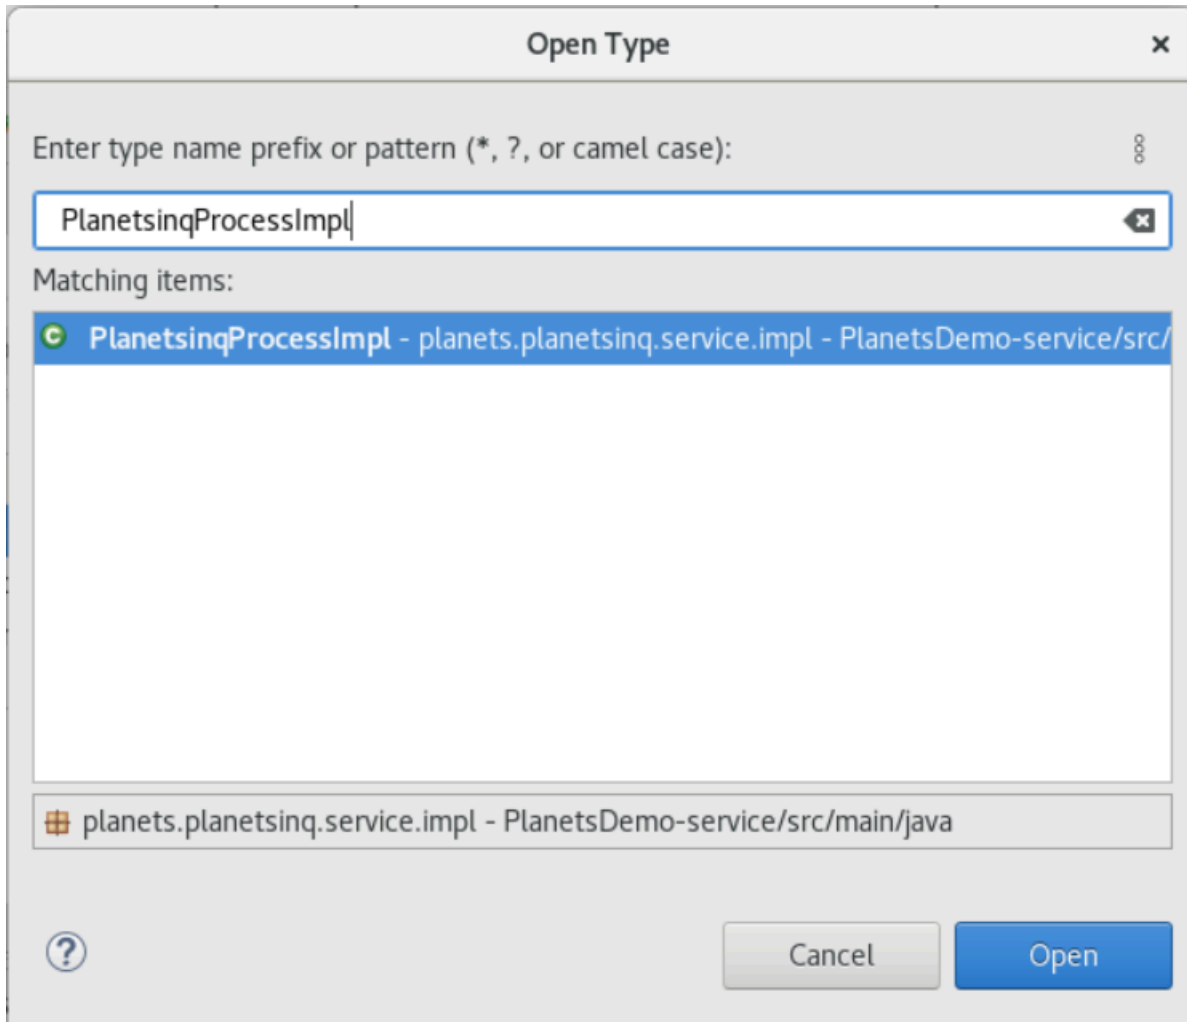 Open Type
Enter type name prefix or pattern (*, ?, or camel case):
PlanetsinqProcessImpl
Matching items:
PlanetsinqProcessImpl - planets.planetsinq.service.impl - PlanetsDemo-service/src/
planets.planetsinq.service.impl - PlanetsDemo-service/src/main/java
Cancel
Open